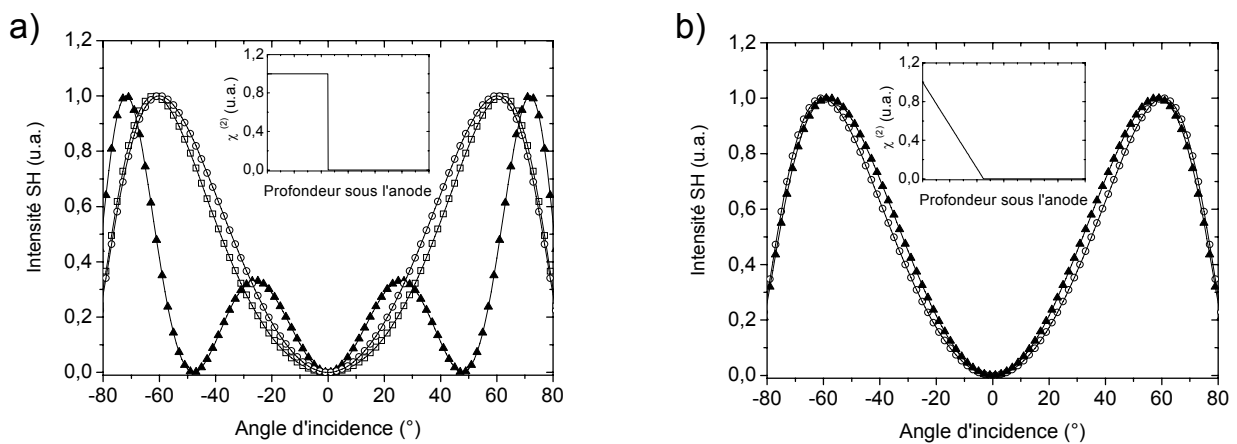 a)
1,2
1,0
0,8
0,6
0,4
0,2
0,0
-80 -60 -40 -20 0 20 40 60 80
Intensité SH (u.a.)
Angle d'incidence (°)
1,2
0,8
0,4
0,0
χ (2) (u.a.)
Profondeur sous l'anode
b)
1,2
1,0
0,8
0,6
0,4
0,2
0,0
-80 -60 -40 -20 0 20 40 60 80
Intensité SH (u.a.)
Angle d'incidence (°)
1,2
0,8
0,4
0,0
χ(2) (u.a.)
Profondeur sous l'anode